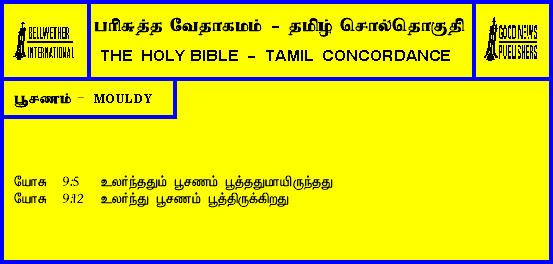 BELLWETHER
INTERNATIONAL
பரிசுத்த வேதாகமம் - தமிழ் சொல்தொகுதி
THE HOLY BIBLE - TAMIL CONCORDANCE
GOOD NEWS
PUBLISHERS
பூசணம் - MOULDY
யோசு 9:5 உலர்ந்ததும் பூசணம் பூத்ததுமாயிருந்தது
யோசு 9:12 உலர்ந்து பூசணம் பூத்திருக்கிறது